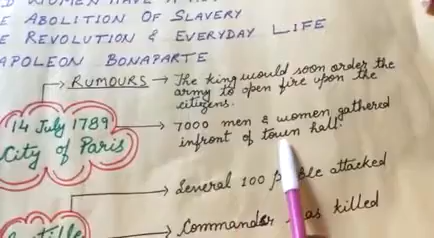 WOMEN HAVE A
E ABOLITION OF SLAVERY
E REVOLUTION & EVERYDAY LIFE
APOLEON BONAPARTE
RUMOURS → The king would soon order the
army to open fire upon the
citizens.
14 July 1789
City of Paris
7000 men & women gathered
infront of town hall.
Several 100 attacked
Commander killed